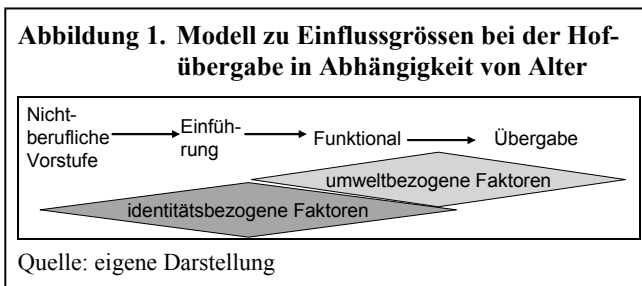 Abbildung 1. Modell zu Einflussgrössen bei der Hof-
übergabe in Abhängigkeit von Alter
Nicht-
berufliche
Vorstufe
Einfüh-
rung
Funktional
Übergabe
umweltbezogene Faktoren
identitätsbezogene Faktoren
Quelle: eigene Darstellung